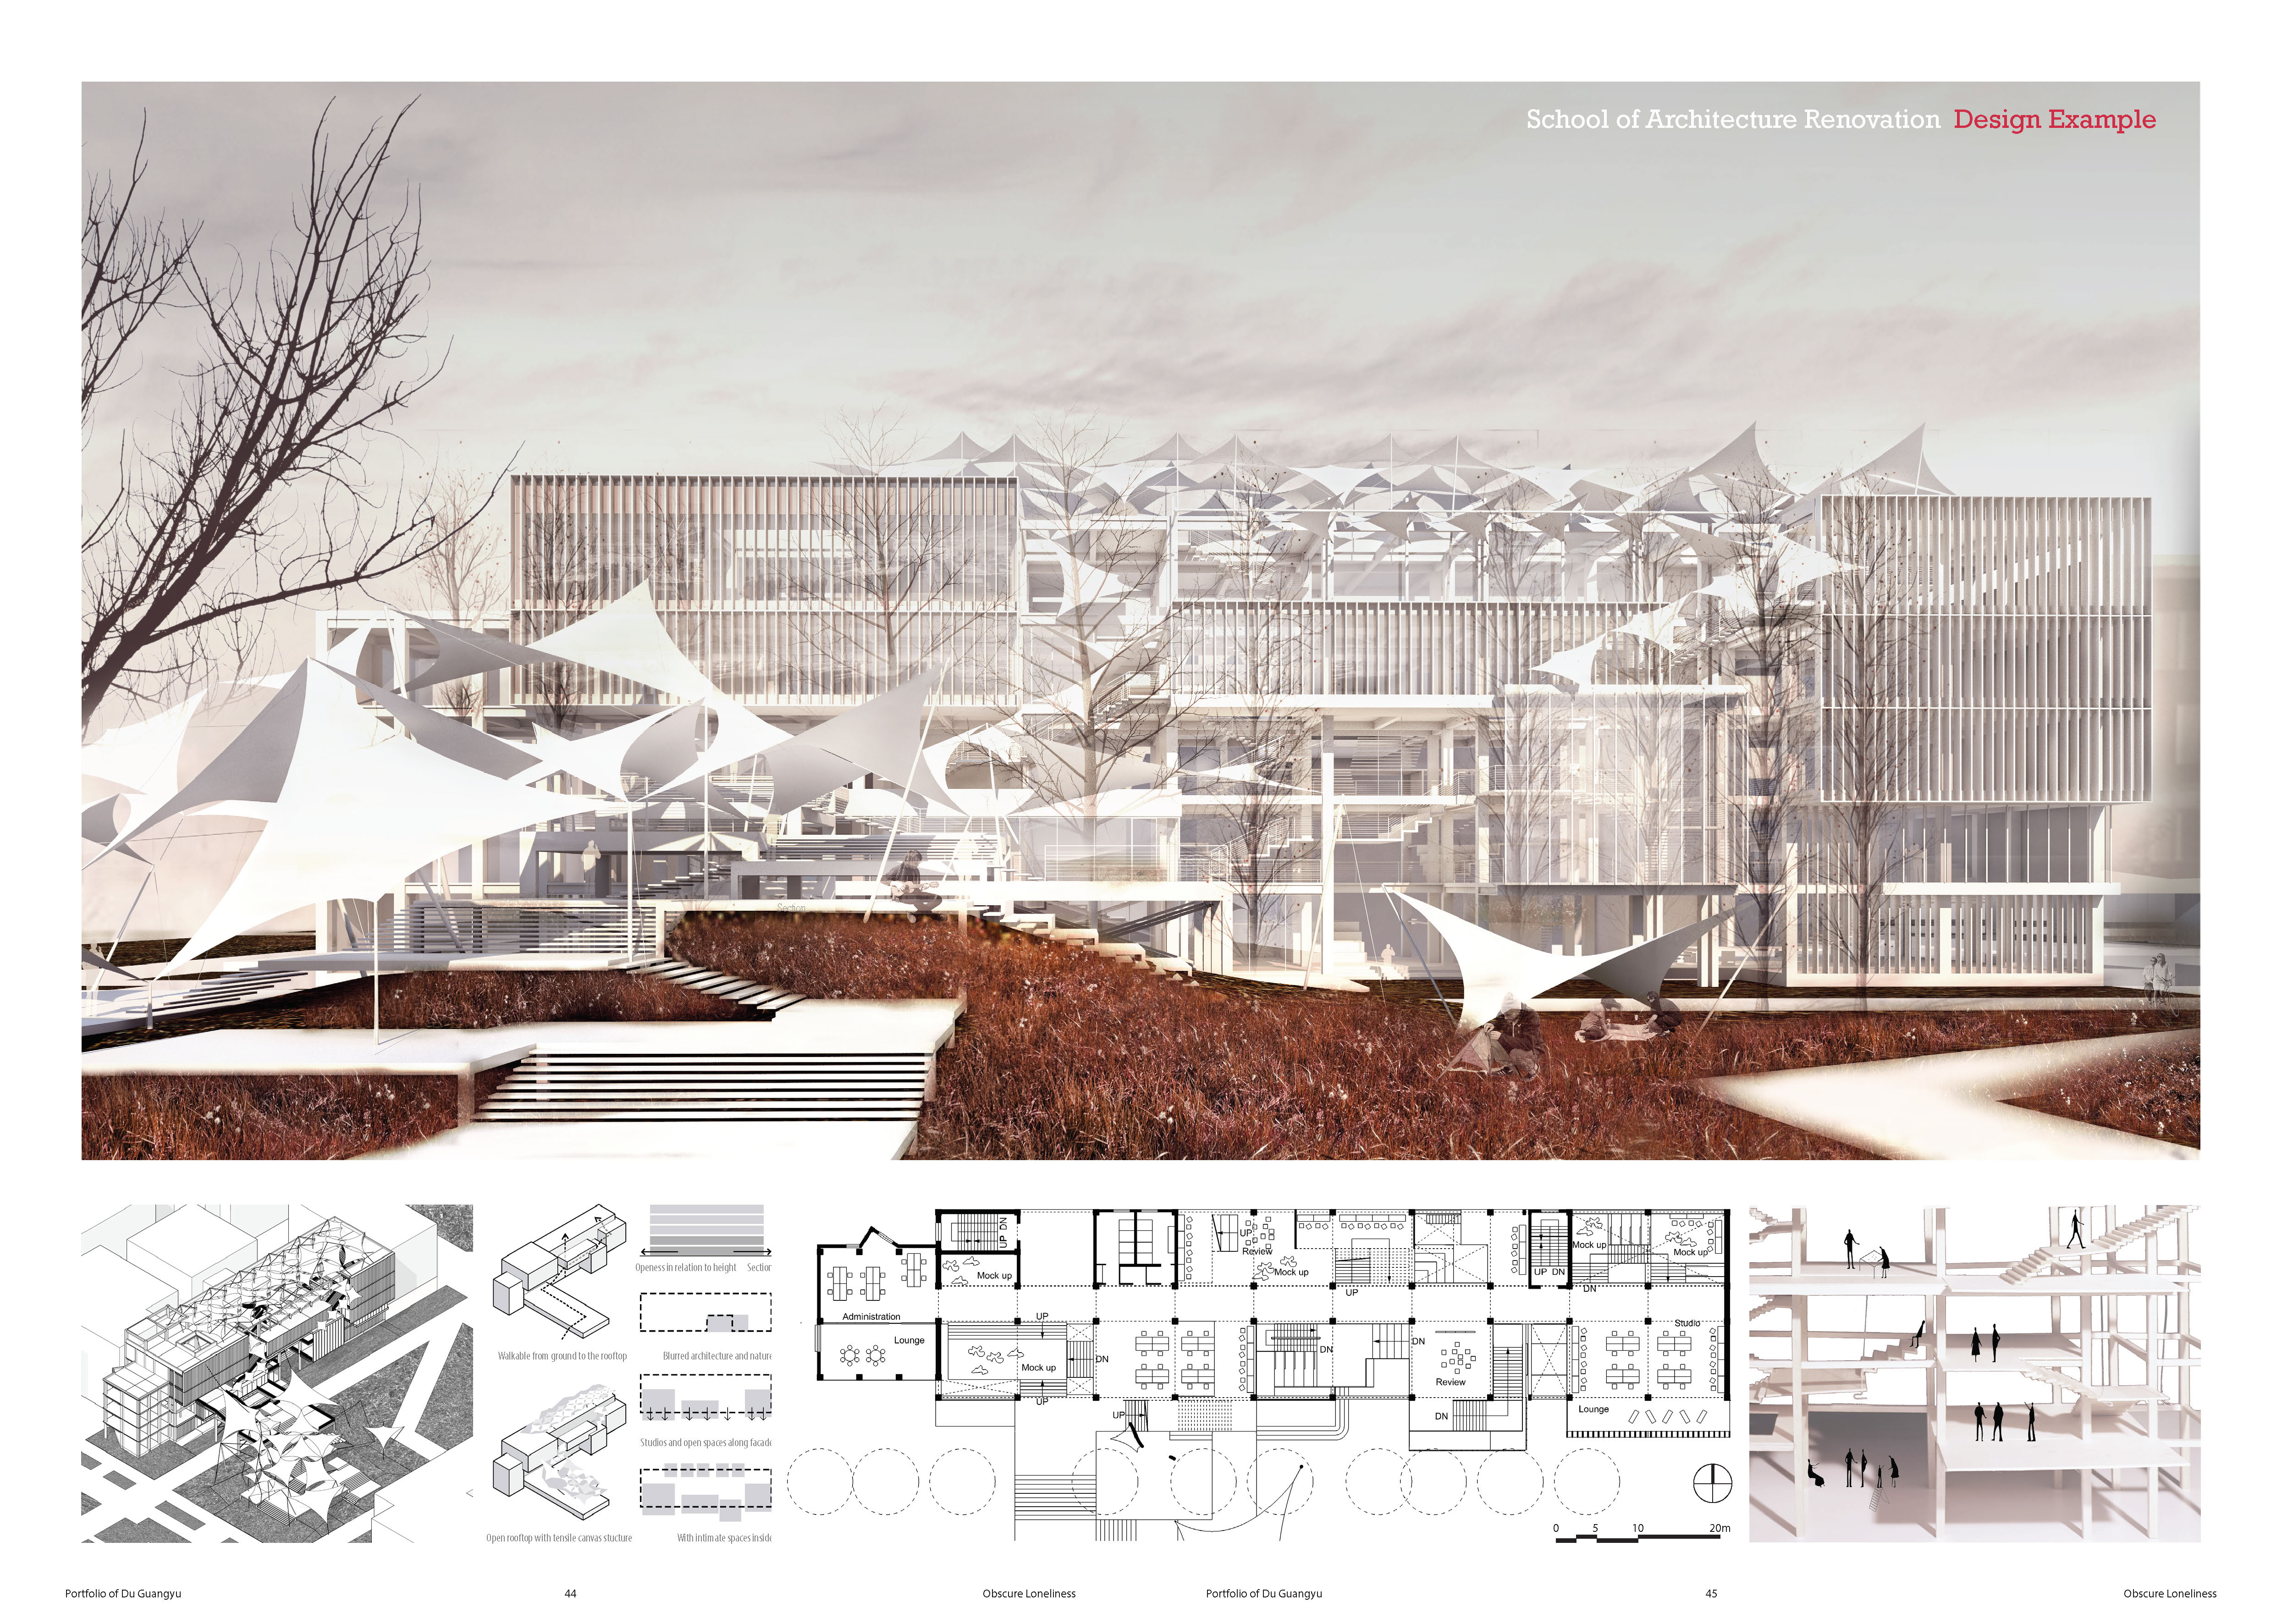 School of Architecture Renovation Design Example
Section
Openess in relation to height Section
Walkable from ground to the rooftop
Blurred architecture and nature
Studios and open spaces along facade
Open rooftop with tensile canvas stucture
With intimate spaces inside
UP DN
Mock up
Administration
Lounge
UP
Mock up
DN
UP
UP
UP
Review
Mock up
UP
DN
DN
Review
DN
UP DN
Mock up
Mock up
DN
Studio
Lounge
0 5 10 20m
Portfolio of Du Guangyu
44
Obscure Loneliness
Portfolio of Du Guangyu
45
Obscure Loneliness